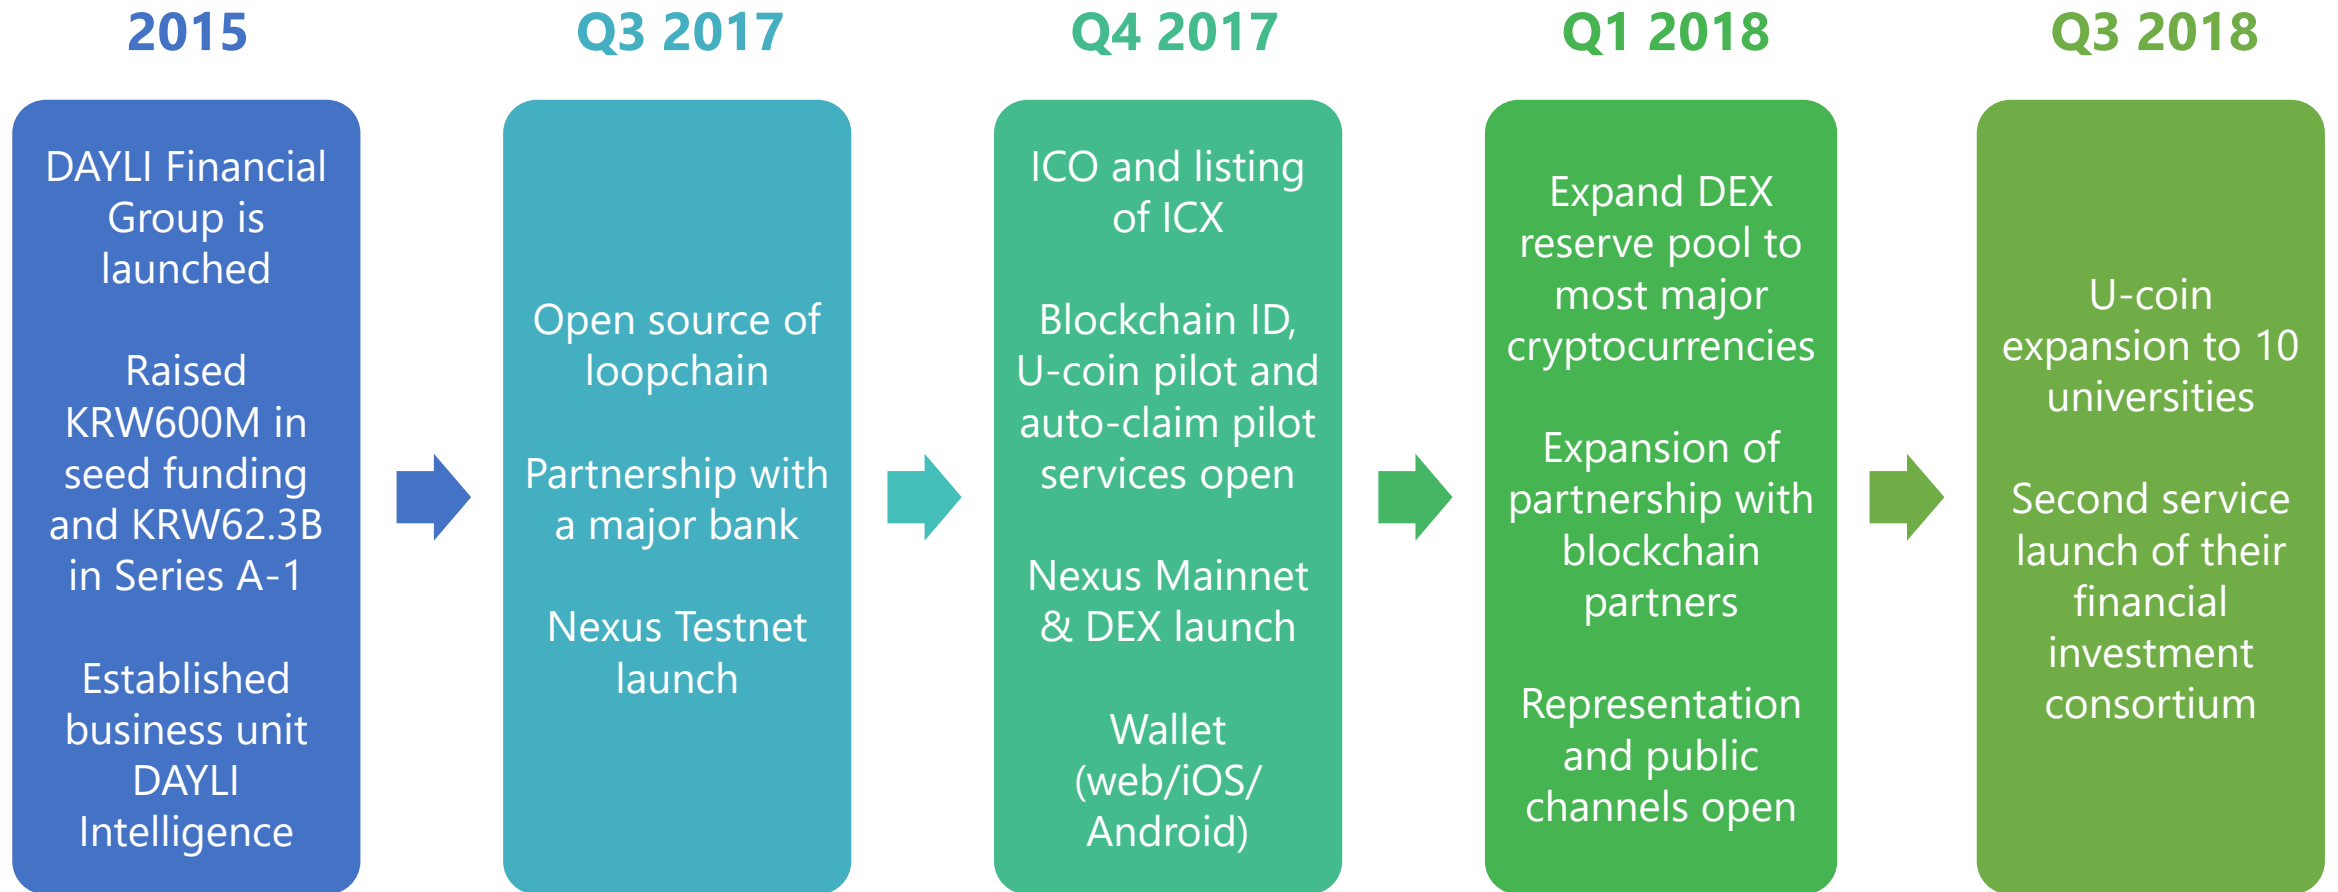 2015
DAYLI Financial
Group is
launched
Raised
KRW600M in
seed funding
and KRW62.3B
in Series A-1
Established
business unit
DAYLI
Intelligence
Q3 2017
Open source of
loopchain
Partnership with
a major bank
Nexus Testnet
launch
Q4 2017
ICO and listing
of ICX
Blockchain ID,
U-coin pilot and
auto-claim pilot
services open
Nexus Mainnet
& DEX launch
Wallet
(web/iOS/
Android)
Q1 2018
Expand DEX
reserve pool to
most major
cryptocurrencies
Expansion of
partnership with
blockchain
partners
Representation
and public
channels open
Q3 2018
U-coin
expansion to 10
universities
Second service
launch of their
financial
investment
consortium